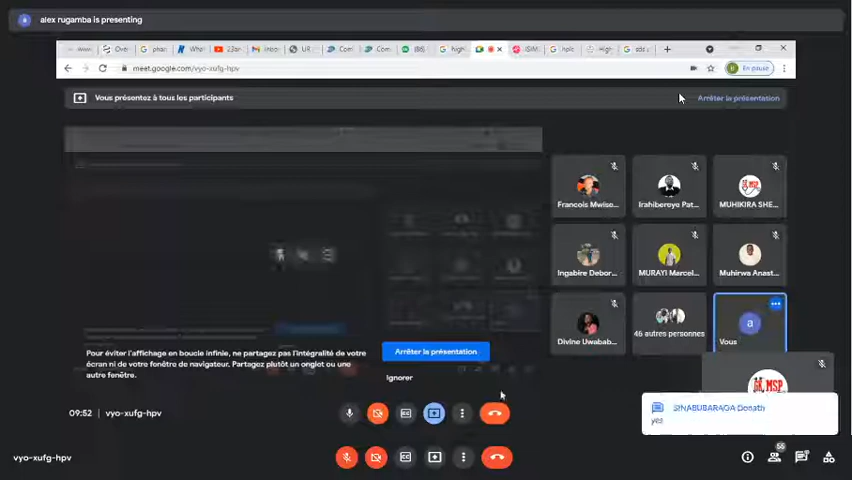 a alex rugamba is presenting
meet.google.com/vyo-xufg-hpv
En pause
Vous présentez à tous les participants
Arrêter la présentation
Francois Mwise...
Irahibereyo Pat...
MUHIKIRA SHE...
Ingabire Debor...
MURAYI Marcel...
Muhirwa Anast...
Divine Uwabab...
46 autres personnes
a
Vous
Pour éviter l'affichage en boucle infinie, ne partagez pas l'intégralité de votre
écran ni de votre fenêtre de navigateur. Partagez plutôt un onglet ou une
autre fenêtre.
Arrêter la présentation
Ignorer
MSP
SINABUBARAGA Donath
yes
09:52 | vyo-xufg-hpv
vyo-xufg-hpv
56